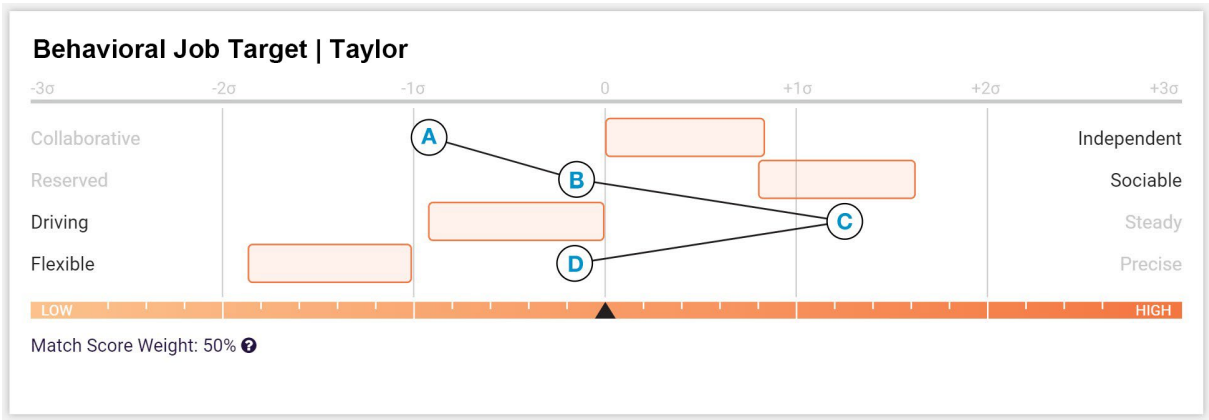 Behavioral Job Target | Taylor
-3σ -2σ -1σ 0 +1σ +2σ +3σ
Collaborative A Independent
Reserved B Sociable
Driving C Steady
Flexible D Precise
LOW HIGH
Match Score Weight: 50% ?